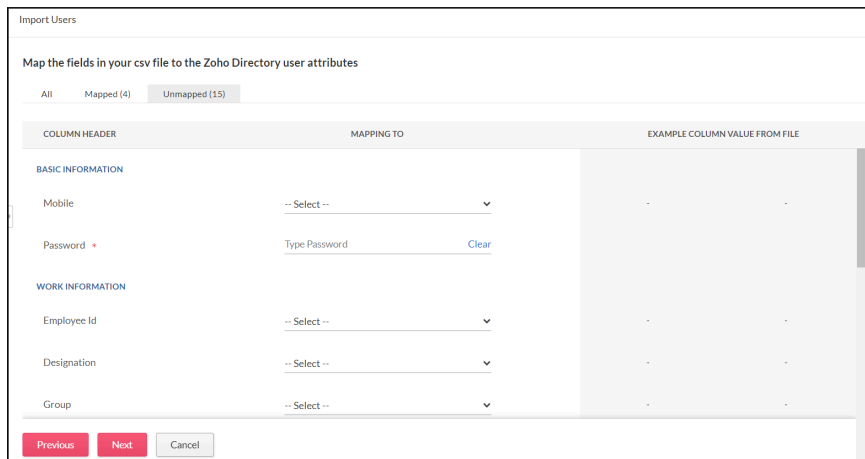 Import Users
Map the fields in your csv file to the Zoho Directory user attributes
All Mapped (4) Unmapped (15)
COLUMN HEADER MAPPING TO EXAMPLE COLUMN VALUE FROM FILE
BASIC INFORMATION
Mobile -- Select -- - -
Password * Type Password Clear
WORK INFORMATION
Employee Id -- Select -- - -
Designation -- Select -- - -
Group -- Select -- - -
Previous Next Cancel